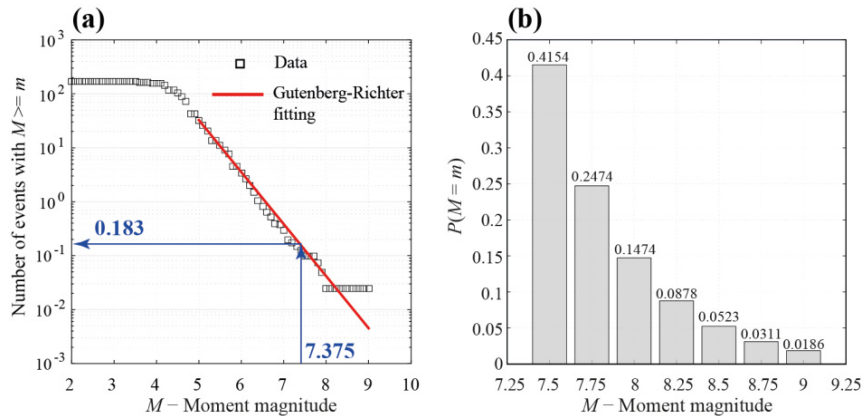 (a)
Number of events with M >= m
10^3
10^2
10^1
10^0
10^-1
10^-2
10^-3
Data
Gutenberg-Richter
fitting
0.183
7.375
2 3 4 5 6 7 8 9 10
M − Moment magnitude
(b)
P(M = m)
0.45
0.4
0.35
0.3
0.25
0.2
0.15
0.1
0.05
0
0.4154
0.2474
0.1474
0.0878
0.0523
0.0311
0.0186
7.25 7.5 7.75 8 8.25 8.5 8.75 9 9.25
M − Moment magnitude